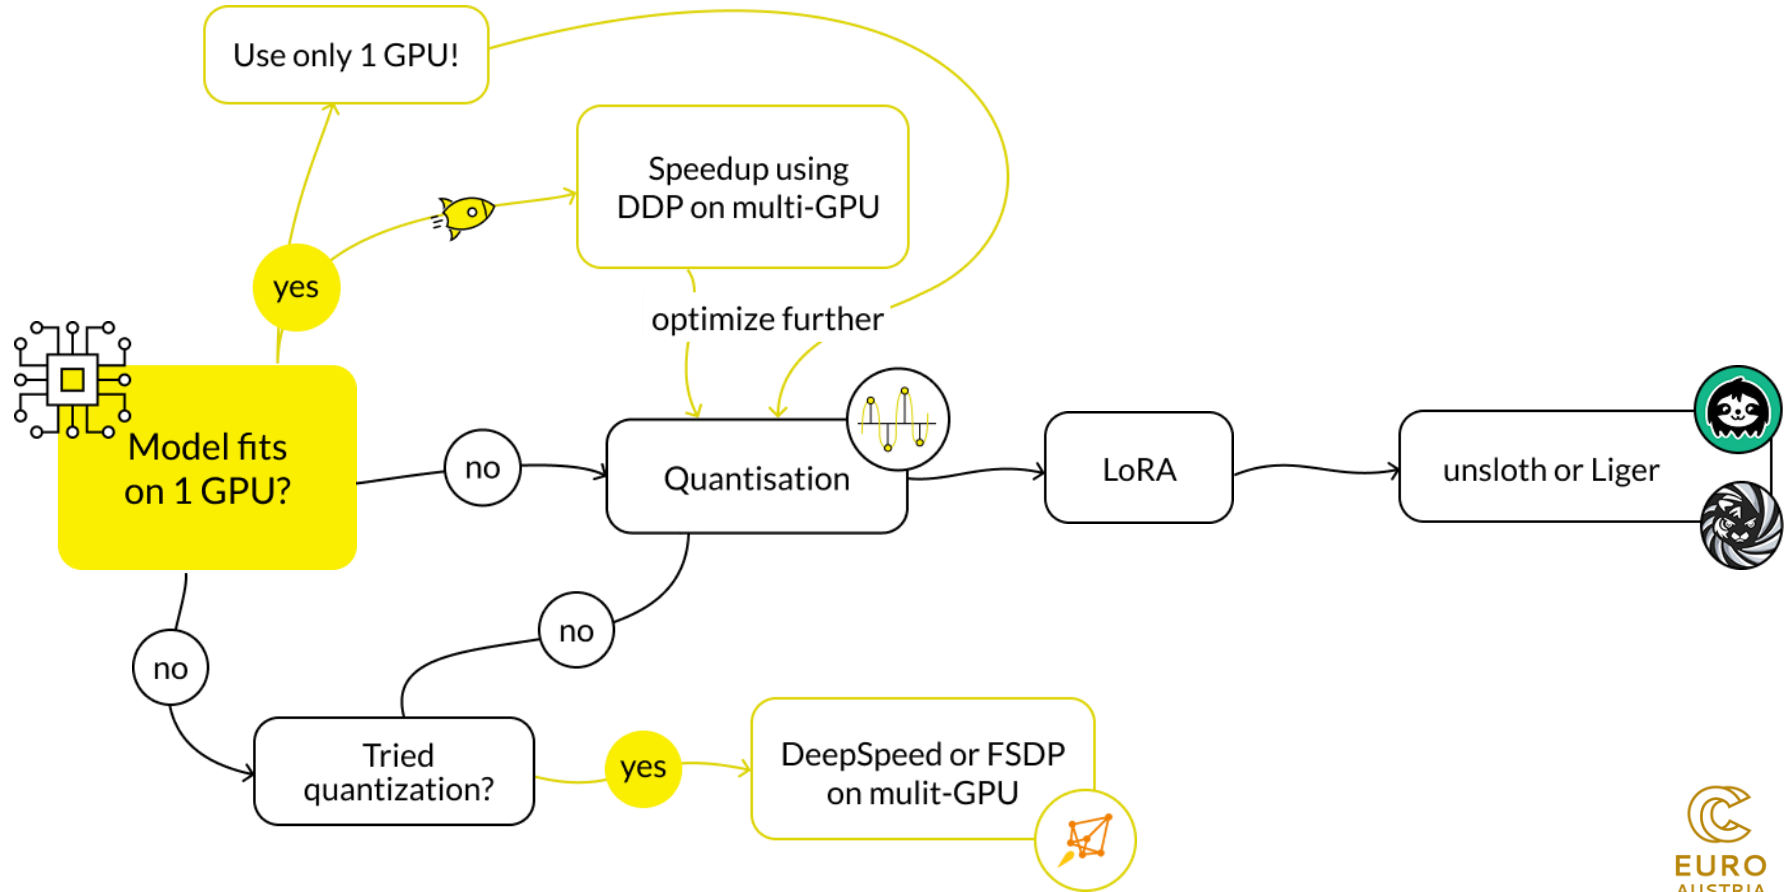 Use only 1 GPU!
Speedup using
DDP on multi-GPU
yes
optimize further
Model fits
on 1 GPU?
no
Quantisation
LoRA
unsloth or Liger
no
no
Tried
quantization?
yes
DeepSpeed or FSDP
on mulit-GPU
EURO
AUSTRIA